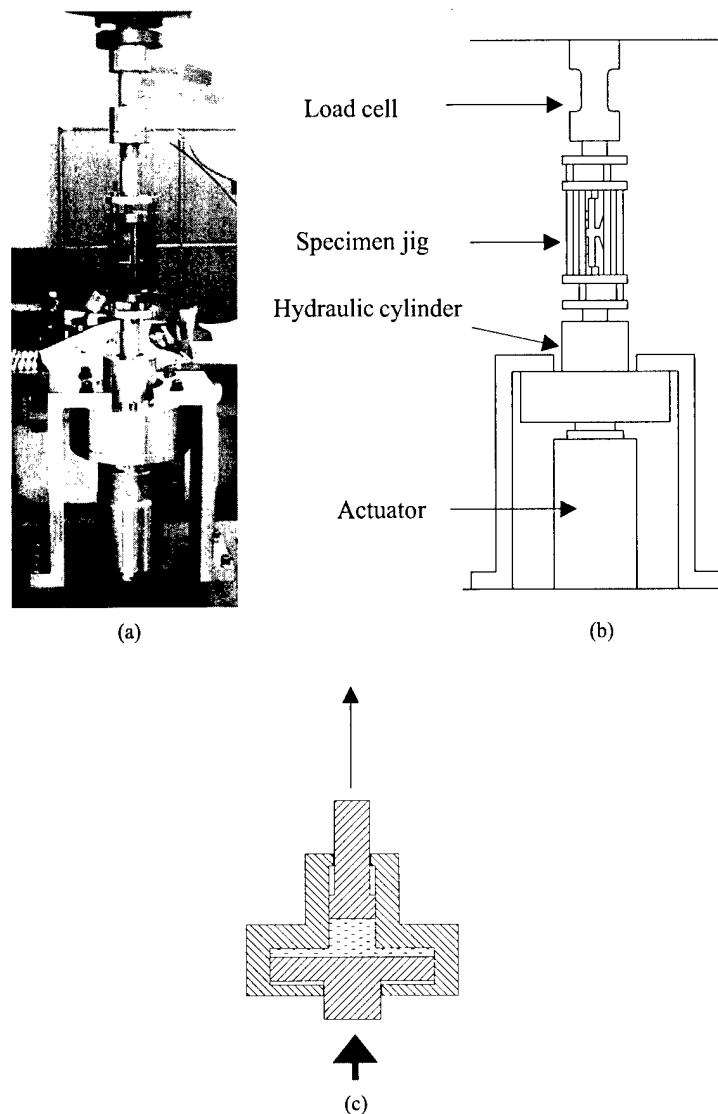 Load cell
Specimen jig
Hydraulic cylinder
Actuator
(a)
(b)
(c)